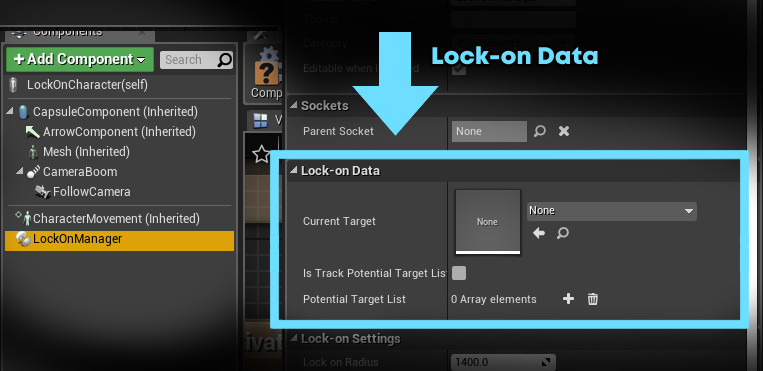 Components
+ Add Component
Search
LockOnCharacter(self)
CapsuleComponent (Inherited)
ArrowComponent (Inherited)
Mesh (Inherited)
CameraBoom
FollowCamera
CharacterMovement (Inherited)
LockOnManager
Comp
V
Tooltip
Category
Editable when
Lock-on Data
Sockets
Parent Socket
None
Lock-on Data
Current Target
None
None
Is Track Potential Target List
Potential Target List
0 Array elements
Lock-on Settings
Lock on Radius
1400.0